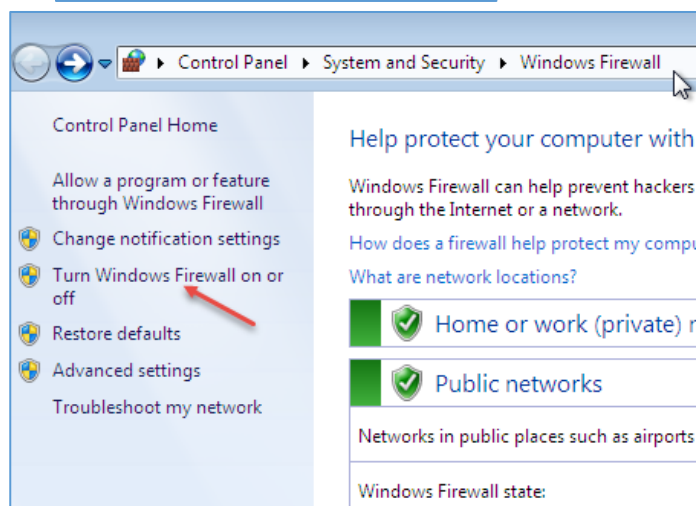 Control Panel ▸ System and Security ▸ Windows Firewall
Control Panel Home
Allow a program or feature
through Windows Firewall
Change notification settings
Turn Windows Firewall on or
off
Restore defaults
Advanced settings
Troubleshoot my network
Help protect your computer with
Windows Firewall can help prevent hackers
through the Internet or a network.
How does a firewall help protect my compu
What are network locations?
Home or work (private) n
Public networks
Networks in public places such as airports
Windows Firewall state: